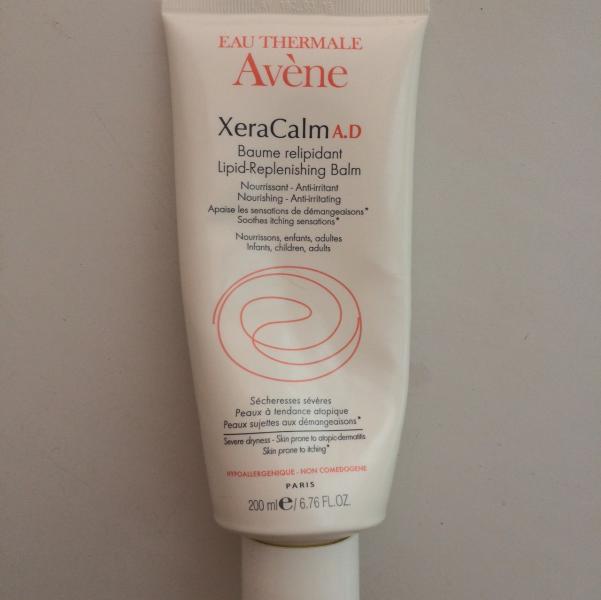 EAU THERMALE
Avène
XeraCalm A.D
Baume relipidant
Lipid-Replenishing Balm
Nourrissant - Anti-irritant
Nourishing - Anti-irritating
Apaise les sensations de démangeaisons*
Soothes itching sensations*
Nourrissons, enfants, adultes
Infants, children, adults
Sécheresses sévères
Peaux à tendance atopique
Peaux sujettes aux démangeaisons*
Severe dryness - Skin prone to atopic-dermatitis
Skin prone to itching*
HYPOALLERGENIQUE - NON COMEDOGENE
PARIS
200 ml e / 6.76 FL.OZ.